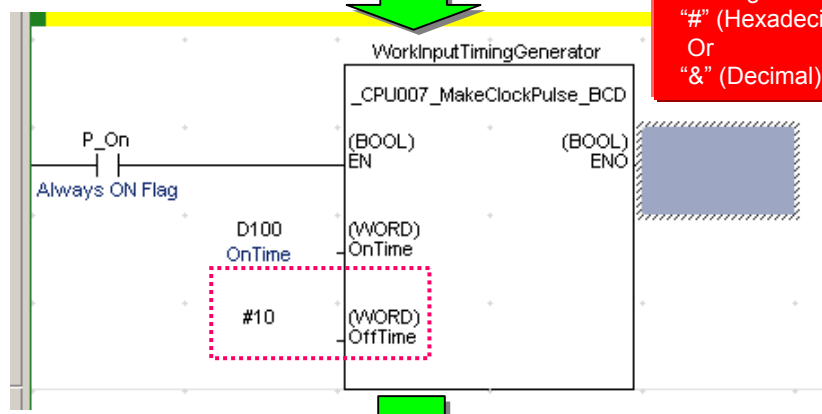 “#” (Hexadeci
Or
“&” (Decimal)
WorkInputTimingGenerator
_CPU007_MakeClockPulse_BCD
P_On
(BOOL)
EN
(BOOL)
ENO
Always ON Flag
D100
OnTime
(WORD)
OnTime
#10
(WORD)
OffTime